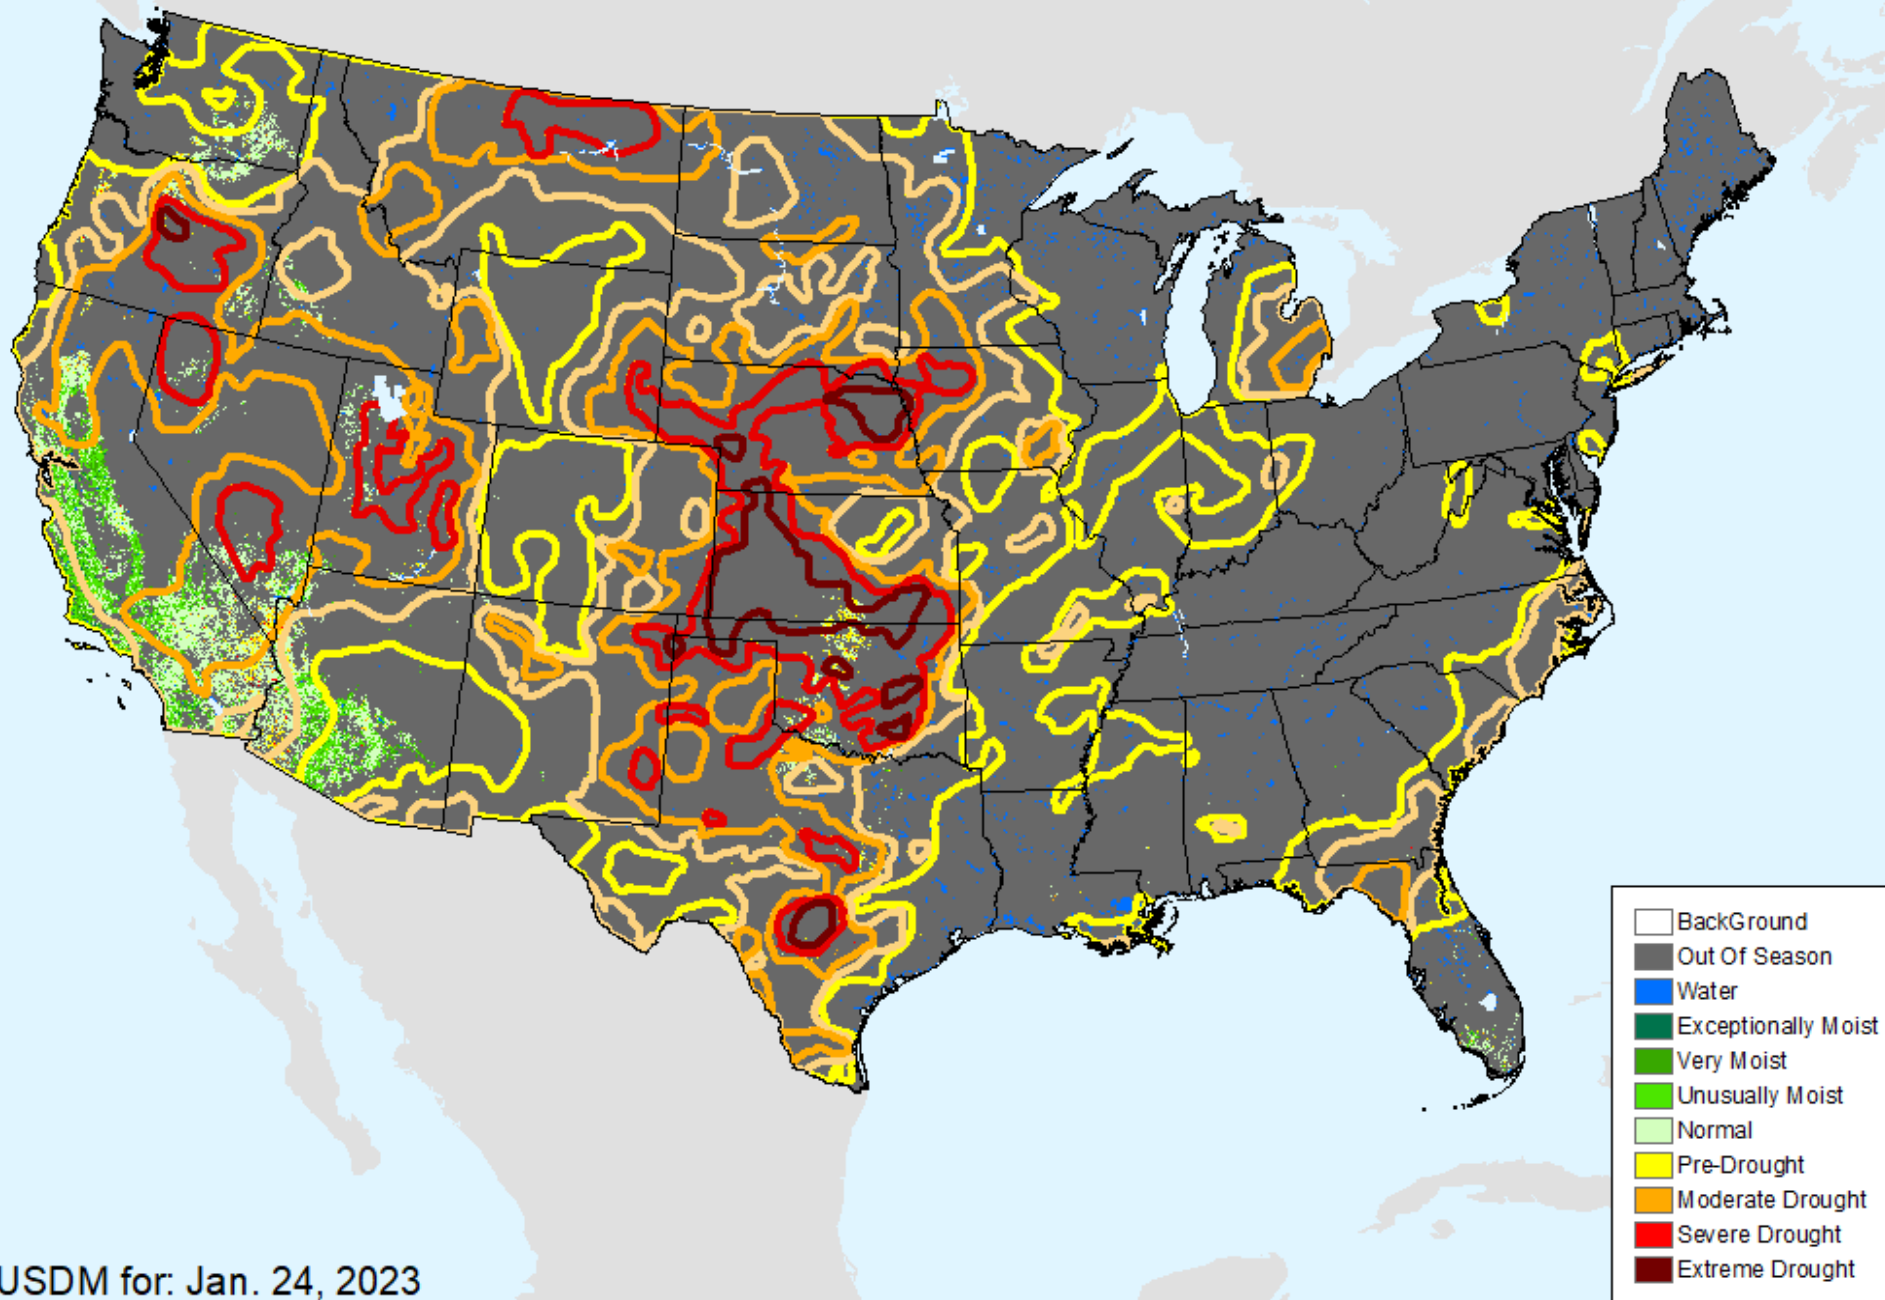 BackGround
Out Of Season
Water
Exceptionally Moist
Very Moist
Unusually Moist
Normal
Pre-Drought
Moderate Drought
Severe Drought
Extreme Drought
USDM for: Jan. 24, 2023